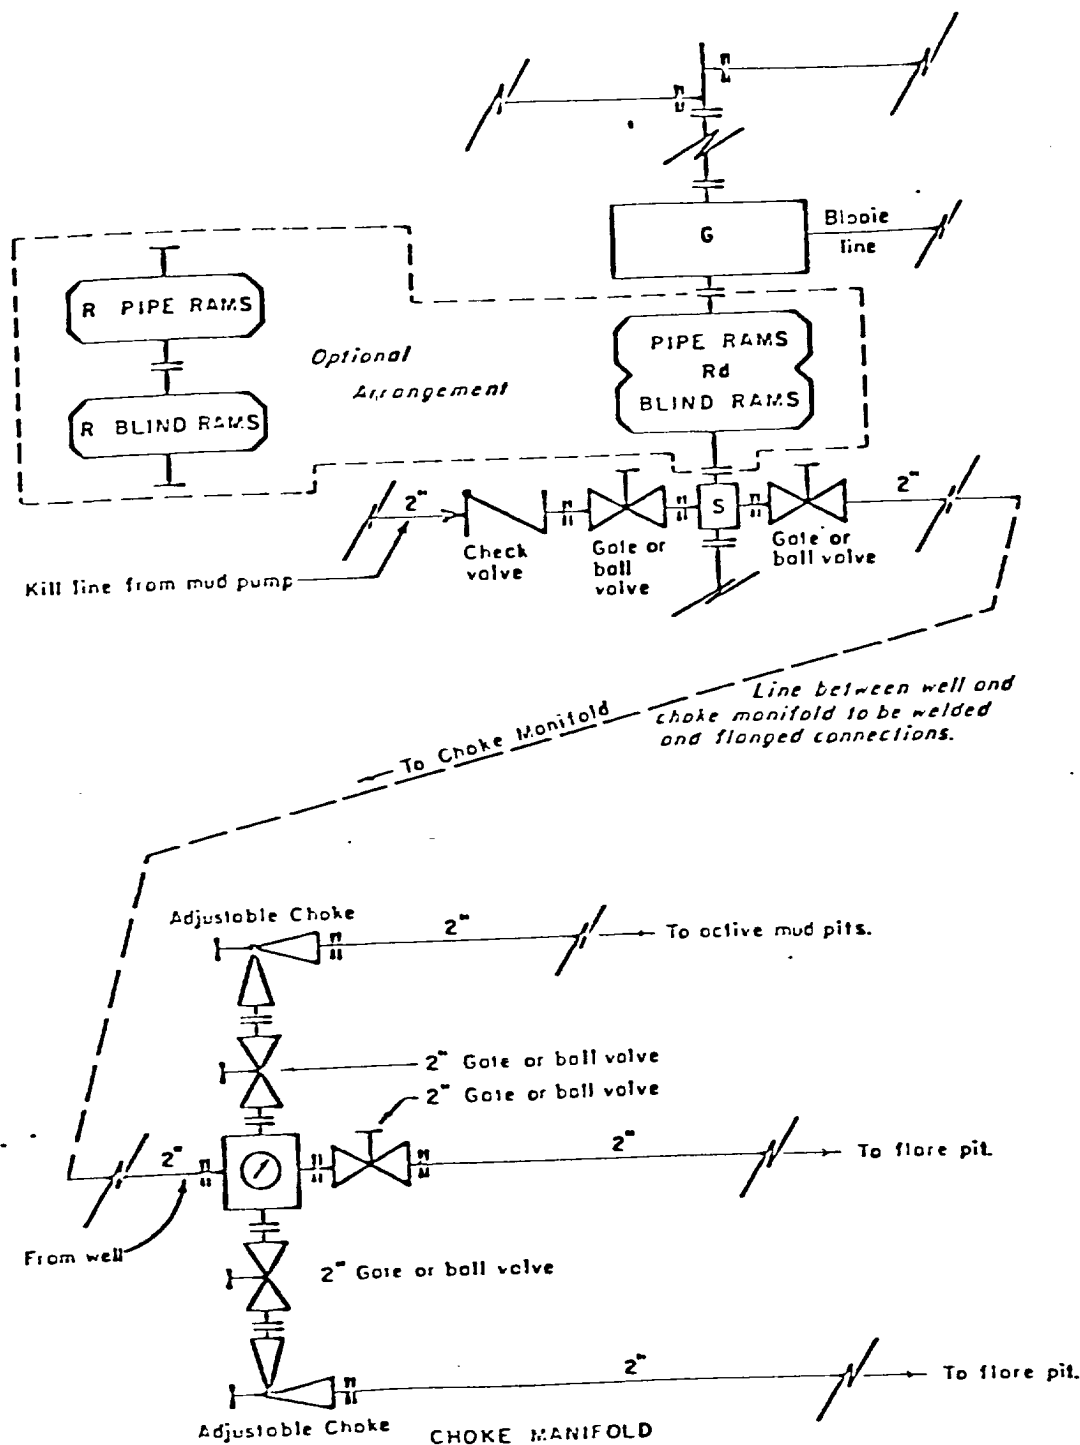 G
Blooie
line
R PIPE RAMS
R BLIND RAMS
Optional
Arrangement
PIPE RAMS
Rd
BLIND RAMS
2"
Check
valve
Gate or
ball
valve
S
Gate or
ball valve
2"
Kill line from mud pump
Line between well and
choke manifold to be welded
and flanged connections.
To Choke Manifold
Adjustable Choke
2"
To active mud pits.
2" Gate or ball valve
2" Gate or ball valve
2"
2"
To flare pit.
From well
2" Gate or ball valve
2"
To flare pit.
Adjustable Choke
CHOKE MANIFOLD